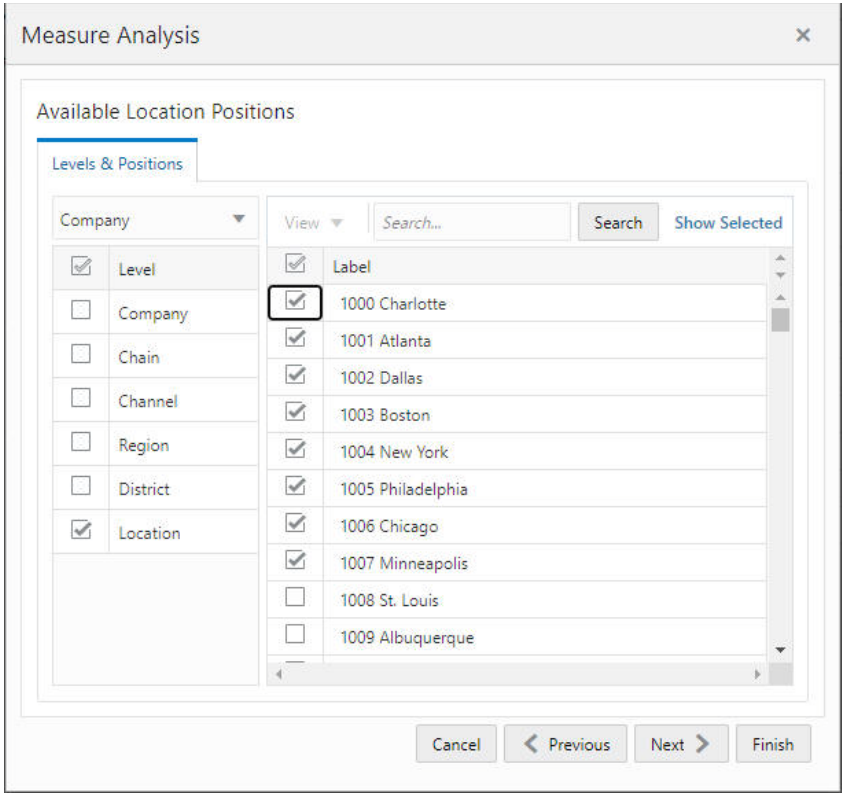 Measure Analysis
Available Location Positions
Levels & Positions
Company
View
Search...
Search
Show Selected
Level
Company
Chain
Channel
Region
District
Location
Label
1000 Charlotte
1001 Atlanta
1002 Dallas
1003 Boston
1004 New York
1005 Philadelphia
1006 Chicago
1007 Minneapolis
1008 St. Louis
1009 Albuquerque
Cancel
Previous
Next
Finish